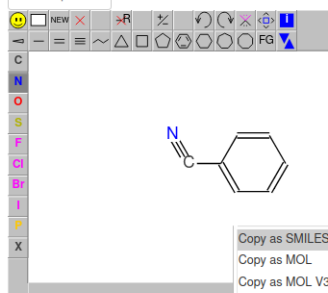 NEW R +/- i
FG
C
N
O
S
F
Cl
Br
I
P
X
N
C
Copy as SMILES
Copy as MOL
Copy as MOL V3